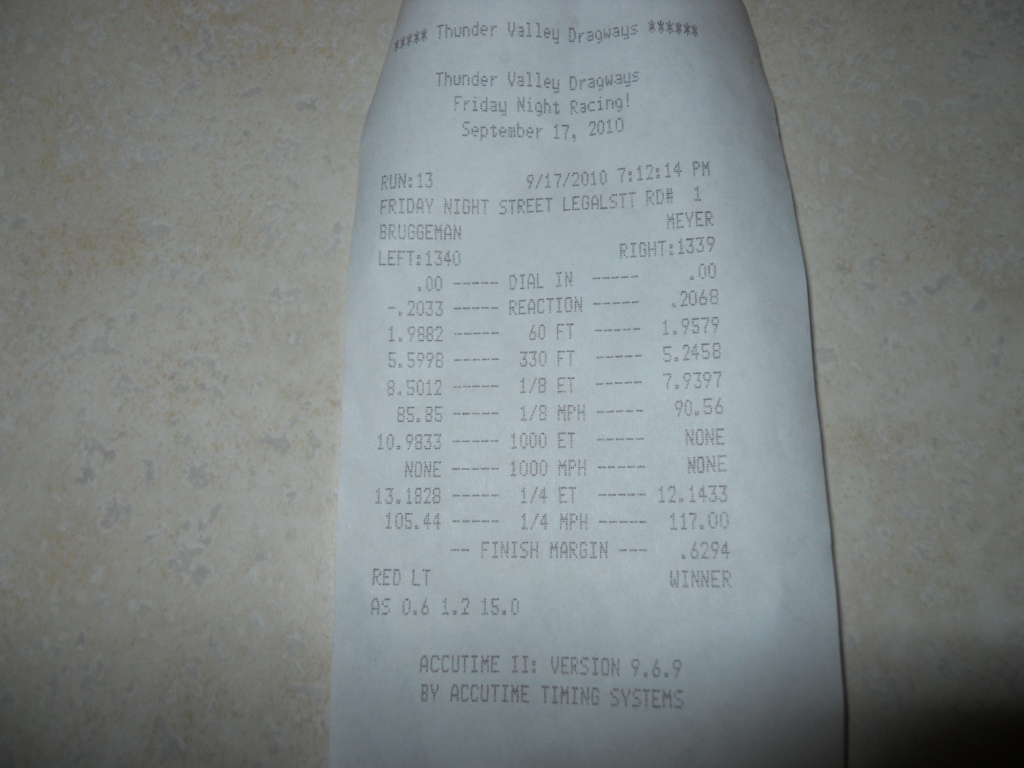 ***** Thunder Valley Dragways ******
Thunder Valley Dragways
Friday Night Racing!
September 17, 2010
RUN:13 9/17/2010 7:12:14 PM
FRIDAY NIGHT STREET LEGALSTT RD# 1
BRUGGEMAN MEYER
LEFT:1340 RIGHT:1339
.00 ----- DIAL IN ----- .00
-.2033 ----- REACTION ----- .2068
1.9882 ----- 60 FT ----- 1.9579
5.5998 ----- 330 FT ----- 5.2458
8.5012 ----- 1/8 ET ----- 7.9397
85.85 ----- 1/8 MPH ----- 90.56
10.9833 ----- 1000 ET ----- NONE
NONE ----- 1000 MPH ----- NONE
13.1828 ----- 1/4 ET ----- 12.1433
105.44 ----- 1/4 MPH ----- 117.00
-- FINISH MARGIN --- .6294
RED LT WINNER
AS 0.6 1.2 15.0
ACCUTIME II: VERSION 9.6.9
BY ACCUTIME TIMING SYSTEMS